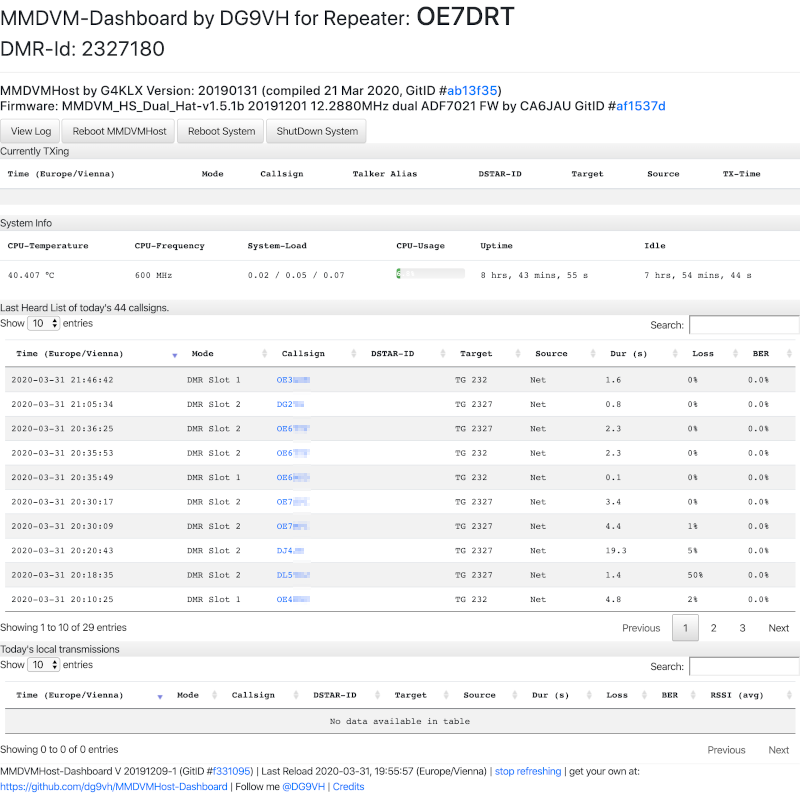 MMDVM-Dashboard by DG9VH for Repeater: OE7DRT
DMR-Id: 2327180
MMDVMHost by G4KLX Version: 20190131 (compiled 21 Mar 2020, GitID #ab13f35)
Firmware: MMDVM_HS_Dual_Hat-v1.5.1b 20191201 12.2880MHz dual ADF7021 FW by CA6JAU GitID #af1537d
View Log Reboot MMDVMHost Reboot System ShutDown System
Currently TXing
Time (Europe/Vienna) Mode Callsign Talker Alias DSTAR-ID Target Source TX-Time
System Info
CPU-Temperature CPU-Frequency System-Load CPU-Usage Uptime Idle
40.407 °C 600 MHz 0.02 / 0.05 / 0.07 8 hrs, 43 mins, 55 s 7 hrs, 54 mins, 44 s
Last Heard List of today's 44 callsigns.
Show 10 entries Search:
Time (Europe/Vienna) Mode Callsign DSTAR-ID Target Source Dur (s) Loss BER
2020-03-31 21:46:42 DMR Slot 1 OE3 TG 232 Net 1.6 0% 0.0%
2020-03-31 21:05:34 DMR Slot 2 DG2 TG 2327 Net 0.8 0% 0.0%
2020-03-31 20:36:25 DMR Slot 2 OE6 TG 2327 Net 2.3 0% 0.0%
2020-03-31 20:35:53 DMR Slot 2 OE6 TG 232 Net 2.3 0% 0.0%
2020-03-31 20:35:49 DMR Slot 1 OE6 TG 232 Net 0.1 0% 0.0%
2020-03-31 20:30:17 DMR Slot 2 OE7 TG 2327 Net 3.4 0% 0.0%
2020-03-31 20:30:09 DMR Slot 2 OE7 TG 2327 Net 4.4 1% 0.0%
2020-03-31 20:20:43 DMR Slot 2 DJ4 TG 2327 Net 19.3 5% 0.0%
2020-03-31 20:18:35 DMR Slot 2 DL5 TG 2327 Net 1.4 50% 0.0%
2020-03-31 20:10:25 DMR Slot 1 OE4 TG 232 Net 4.8 2% 0.0%
Showing 1 to 10 of 29 entries Previous 1 2 3 Next
Today's local transmissions
Show 10 entries Search:
Time (Europe/Vienna) Mode Callsign DSTAR-ID Target Source Dur (s) Loss BER RSSI (avg)
No data available in table
Showing 0 to 0 of 0 entries Previous Next
MMDVMHost-Dashboard V 20191209-1 (GitID #f331095) | Last Reload 2020-03-31, 19:55:57 (Europe/Vienna) | stop refreshing | get your own at:
https://github.com/dg9vh/MMDVMHost-Dashboard | Follow me @DG9VH | Credits